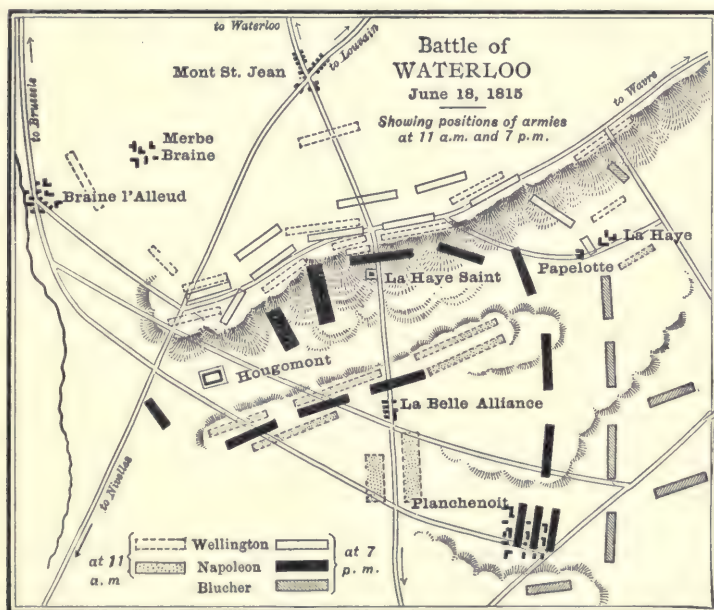 to Waterloo
to Louvain
Mont St. Jean
Battle of
WATERLOO
June 18, 1815
Showing positions of armies
at 11 a.m. and 7 p.m.
to Wavre
to Brussels
Merbe
Braine
Braine l'Alleud
La Haye
Papelotte
La Haye Saint
Hougomont
La Belle Alliance
to Nivelles
Planchenoit
at 11
a. m
Wellington
Napoleon
Blucher
at 7
p. m.